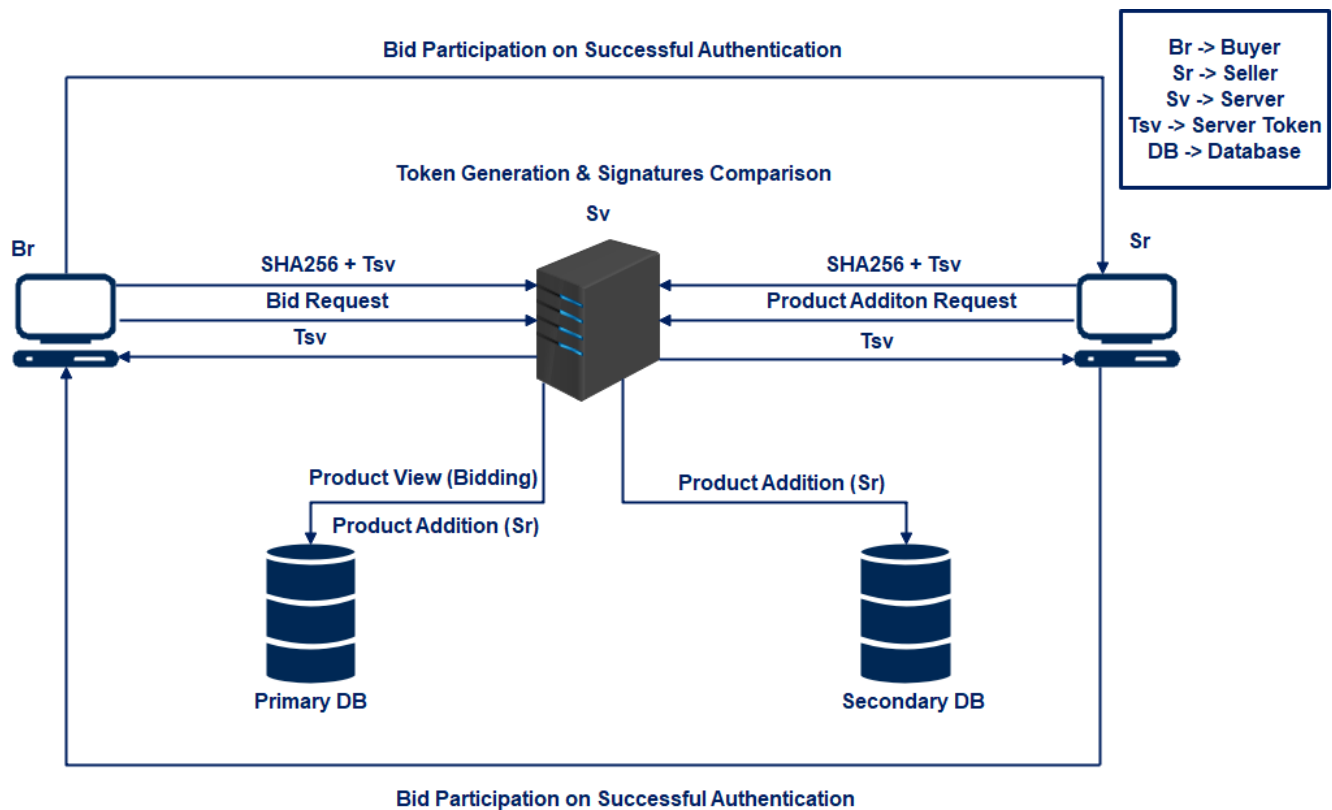 Bid Participation on Successful Authentication
Br -> Buyer
Sr -> Seller
Sv -> Server
Tsv -> Server Token
DB -> Database
Token Generation & Signatures Comparison
Sv
Br
Sr
SHA256 + Tsv
Bid Request
Tsv
SHA256 + Tsv
Product Additon Request
Tsv
Product View (Bidding)
Product Addition (Sr)
Product Addition (Sr)
Primary DB
Secondary DB
Bid Participation on Successful Authentication